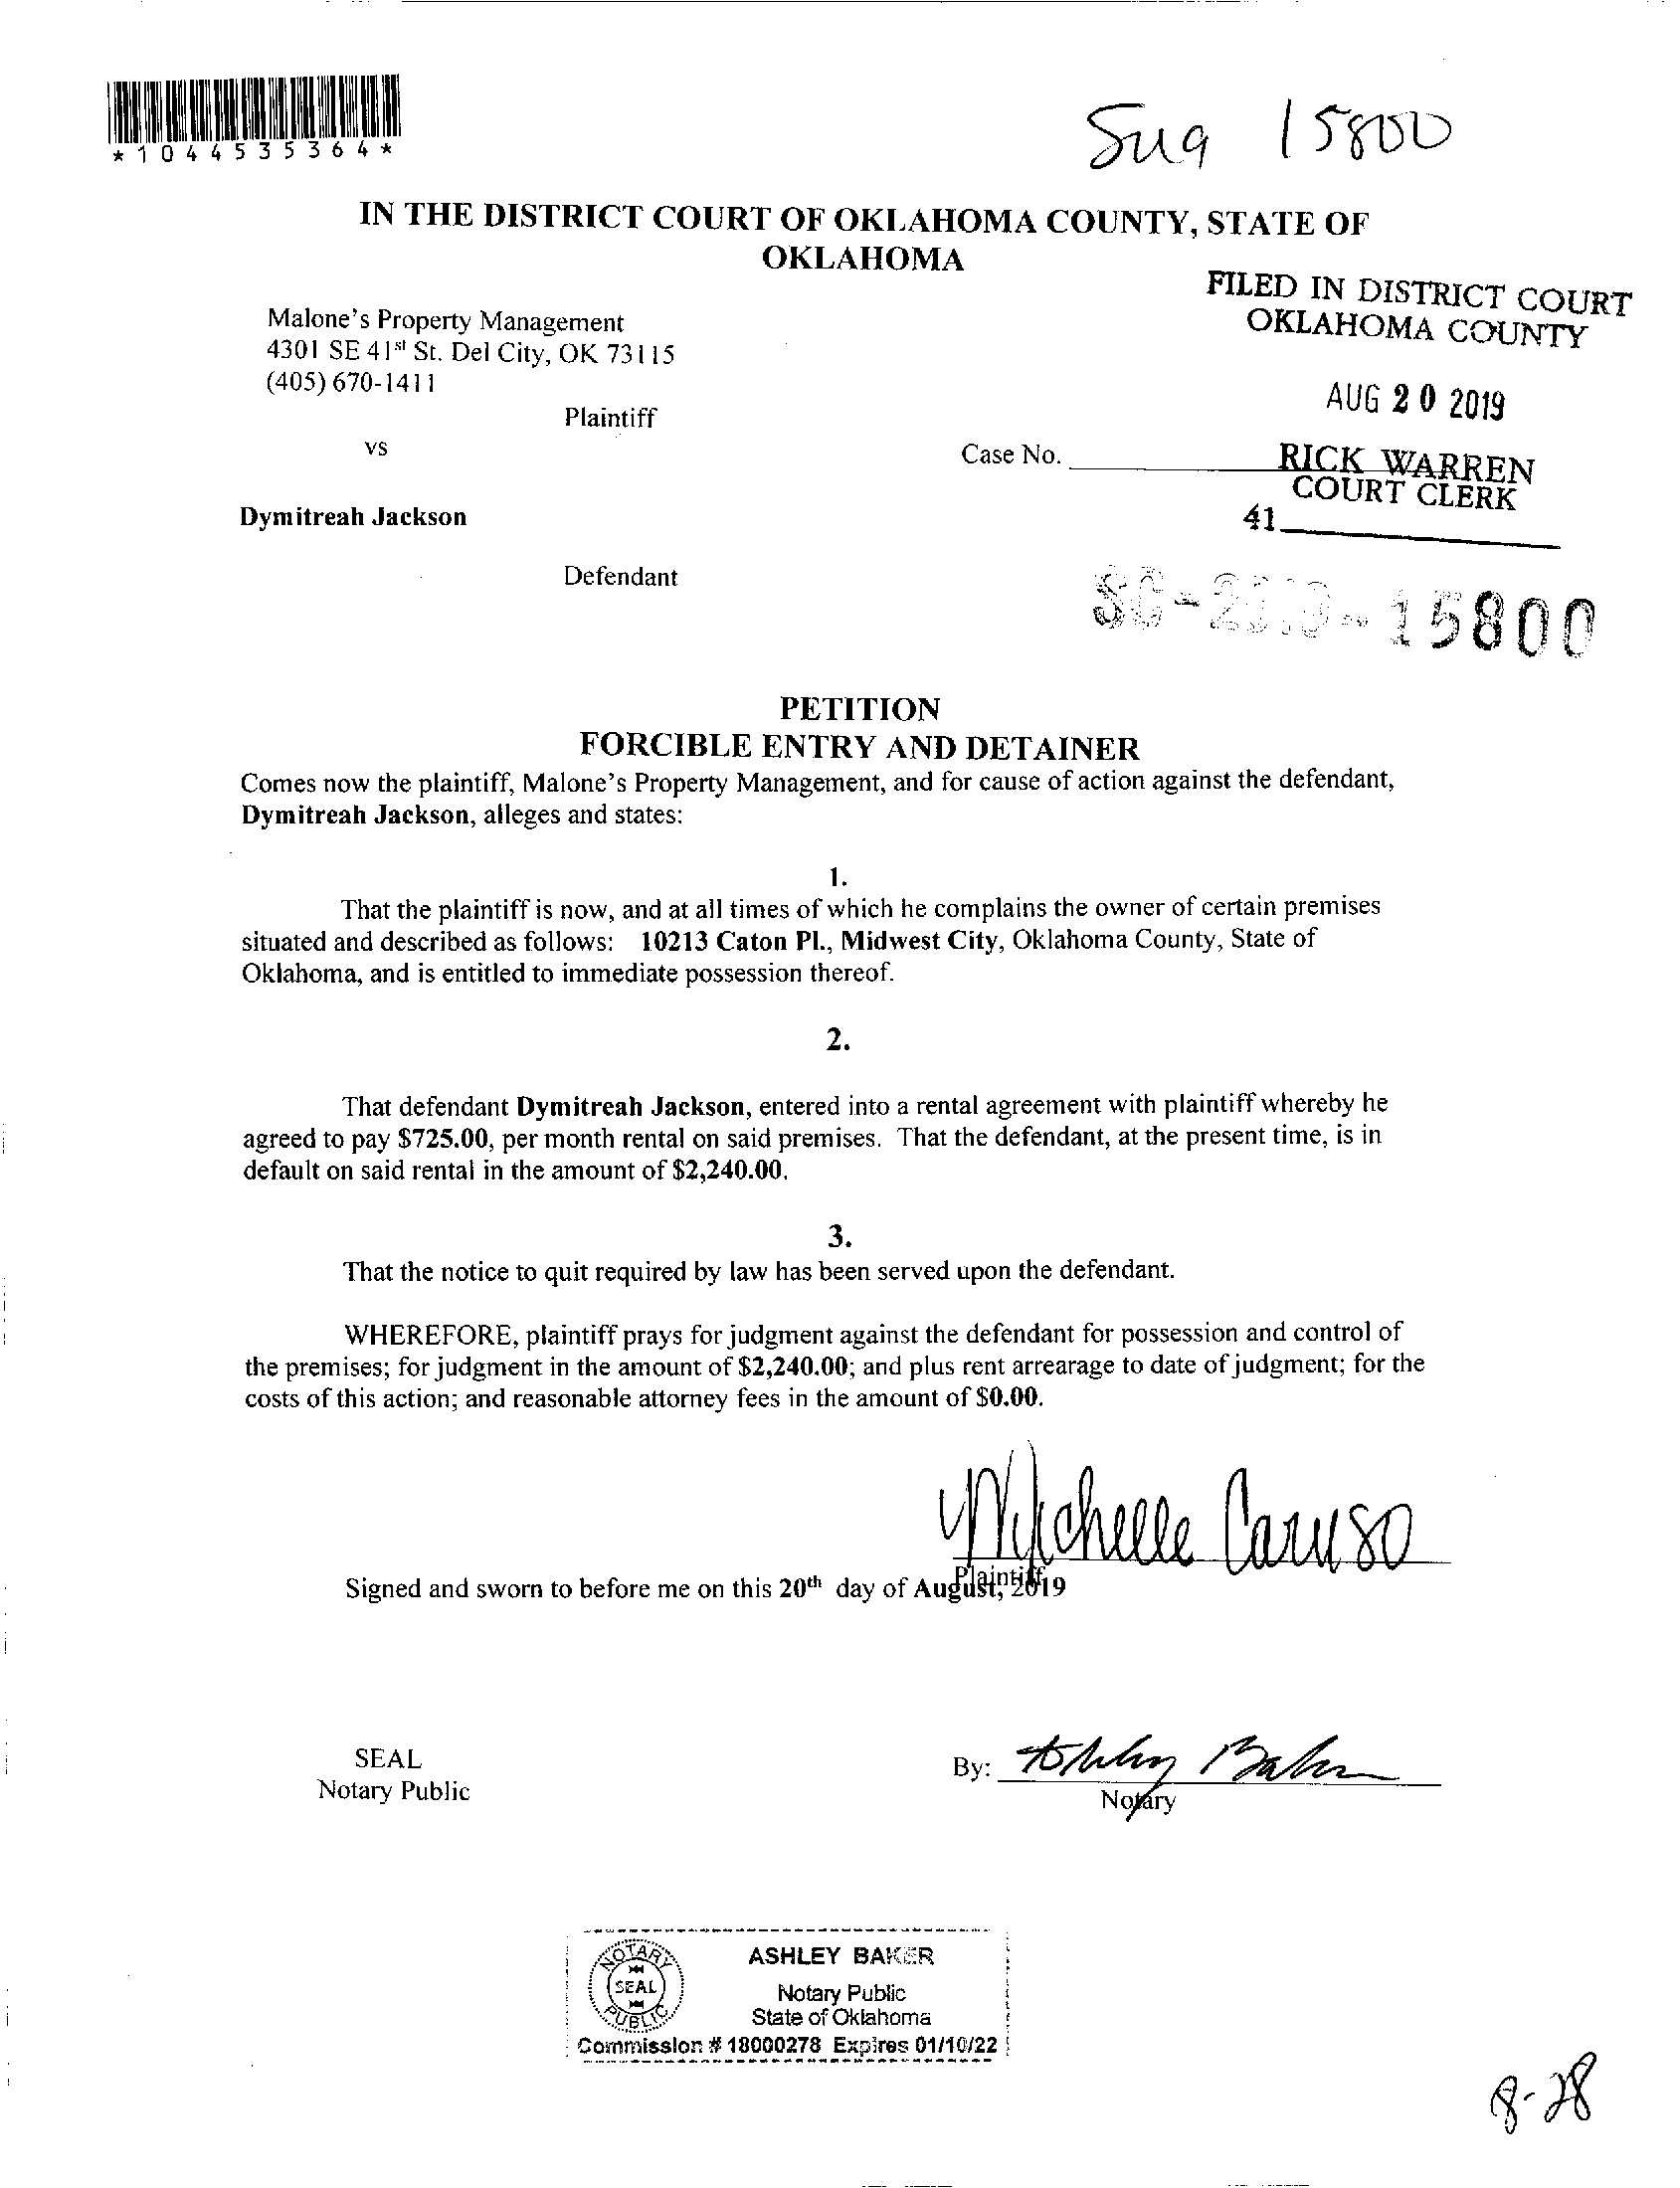 *1044535364*
15800
IN THE DISTRICT COURT OF OKLAHOMA COUNTY, STATE OF
OKLAHOMA
FILED IN DISTRICT COURT
OKLAHOMA COUNTY
Malone's Property Management
4301 SE 41st St. Del City, OK 73115
(405) 670-1411
AUG 20 2019
Plaintiff
vs
Case No.
RICK WARREN
COURT CLERK
Dymitreah Jackson
41
Defendant
SC-2019-15800
PETITION
FORCIBLE ENTRY AND DETAINER
Comes now the plaintiff, Malone's Property Management, and for cause of action against the defendant,
Dymitreah Jackson, alleges and states:
1.
That the plaintiff is now, and at all times of which he complains the owner of certain premises
situated and described as follows: 10213 Caton Pl., Midwest City, Oklahoma County, State of
Oklahoma, and is entitled to immediate possession thereof.
2.
That defendant Dymitreah Jackson, entered into a rental agreement with plaintiff whereby he
agreed to pay $725.00, per month rental on said premises. That the defendant, at the present time, is in
default on said rental in the amount of $2,240.00.
3.
That the notice to quit required by law has been served upon the defendant.
WHEREFORE, plaintiff prays for judgment against the defendant for possession and control of
the premises; for judgment in the amount of $2,240.00; and plus rent arrearage to date of judgment; for the
costs of this action; and reasonable attorney fees in the amount of $0.00.
Michelle Caruso
Plaintiff
Signed and sworn to before me on this 20th day of August, 2019
SEAL
Notary Public
By: Ashley Baker
Notary
NOTARY
SEAL
PUBLIC
ASHLEY BAKER
Notary Public
State of Oklahoma
Commission # 18000278 Expires 01/10/22
8-28